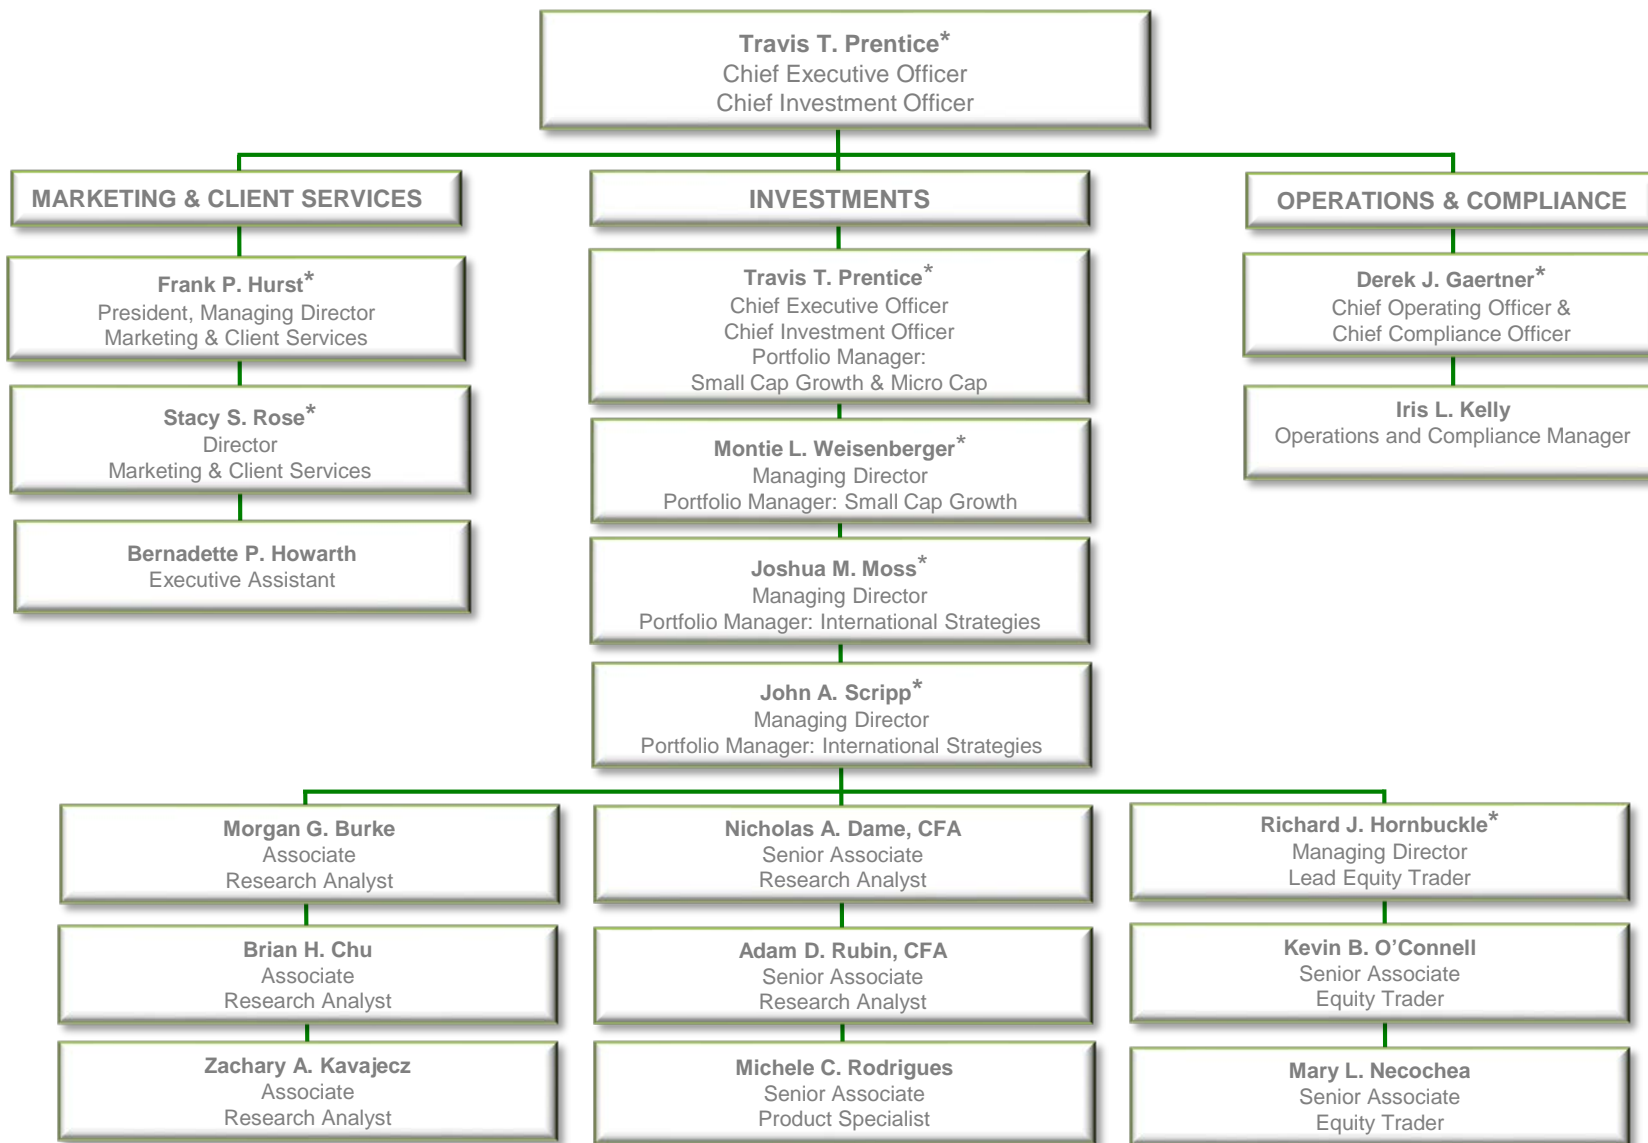 Travis T. Prentice*
Chief Executive Officer
Chief Investment Officer
MARKETING & CLIENT SERVICES
Frank P. Hurst*
President, Managing Director
Marketing & Client Services
Stacy S. Rose*
Director
Marketing & Client Services
Bernadette P. Howarth
Executive Assistant
INVESTMENTS
Travis T. Prentice*
Chief Executive Officer
Chief Investment Officer
Portfolio Manager:
Small Cap Growth & Micro Cap
Montie L. Weisenberger*
Managing Director
Portfolio Manager: Small Cap Growth
Joshua M. Moss*
Managing Director
Portfolio Manager: International Strategies
John A. Scripp*
Managing Director
Portfolio Manager: International Strategies
OPERATIONS & COMPLIANCE
Derek J. Gaertner*
Chief Operating Officer &
Chief Compliance Officer
Iris L. Kelly
Operations and Compliance Manager
Morgan G. Burke
Associate
Research Analyst
Brian H. Chu
Associate
Research Analyst
Zachary A. Kavajecz
Associate
Research Analyst
Nicholas A. Dame, CFA
Senior Associate
Research Analyst
Adam D. Rubin, CFA
Senior Associate
Research Analyst
Michele C. Rodrigues
Senior Associate
Product Specialist
Richard J. Hornbuckle*
Managing Director
Lead Equity Trader
Kevin B. O’Connell
Senior Associate
Equity Trader
Mary L. Necochea
Senior Associate
Equity Trader